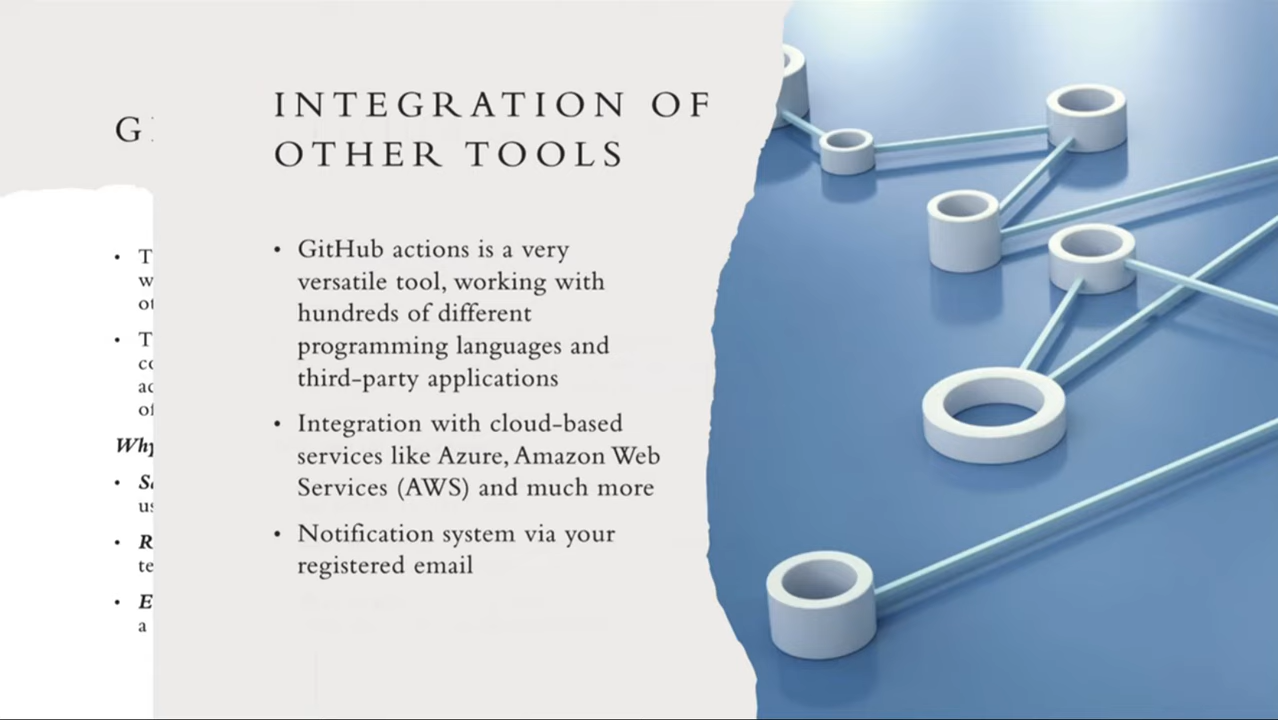 G
INTEGRATION OF
OTHER TOOLS
• GitHub actions is a very
versatile tool, working with
hundreds of different
programming languages and
third-party applications
• Integration with cloud-based
services like Azure, Amazon Web
Services (AWS) and much more
• Notification system via your
registered email